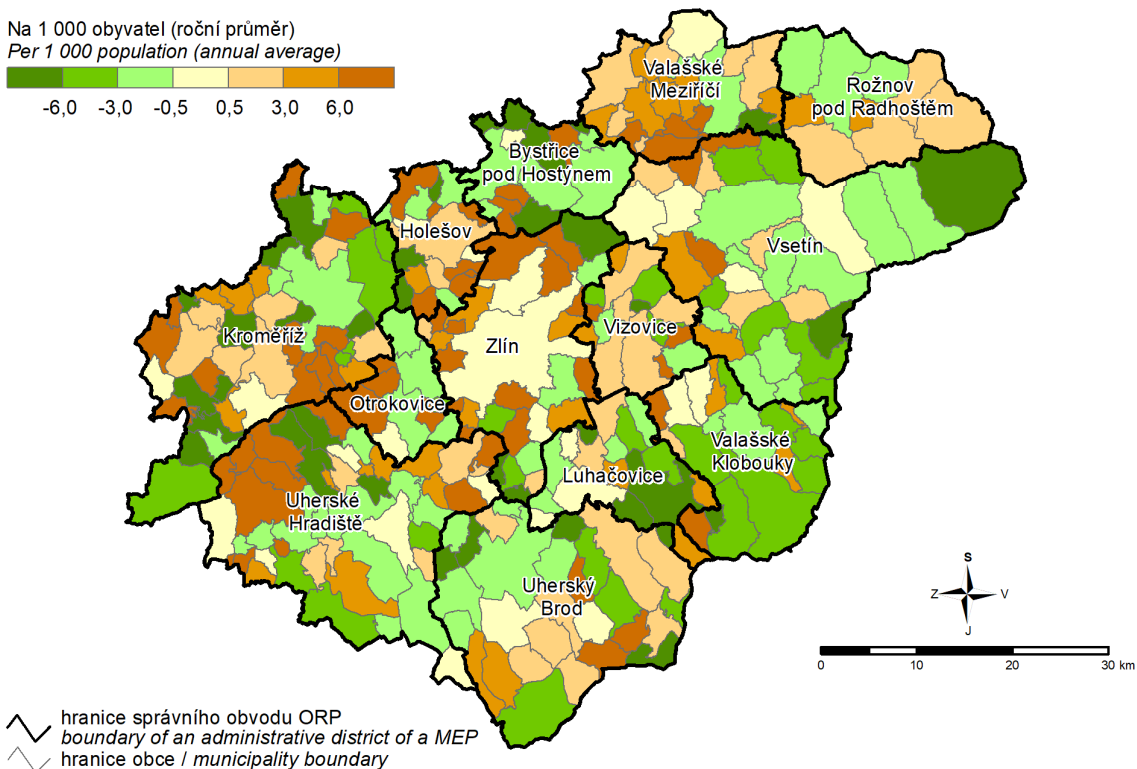 Na 1 000 obyvatel (roční průměr)
Per 1 000 population (annual average)
-6,0 -3,0 -0,5 0,5 3,0 6,0
Valašské
Meziříčí
Rožnov
pod Radhoštěm
Bystřice
pod Hostýnem
Holešov
Vsetín
Kroměříž
Zlín
Vizovice
Otrokovice
Valašské
Klobouky
Luhačovice
Uherské
Hradiště
Uherský
Brod
S
Z V
J
0 10 20 30 km
hranice správního obvodu ORP
boundary of an administrative district of a MEP
hranice obce / municipality boundary